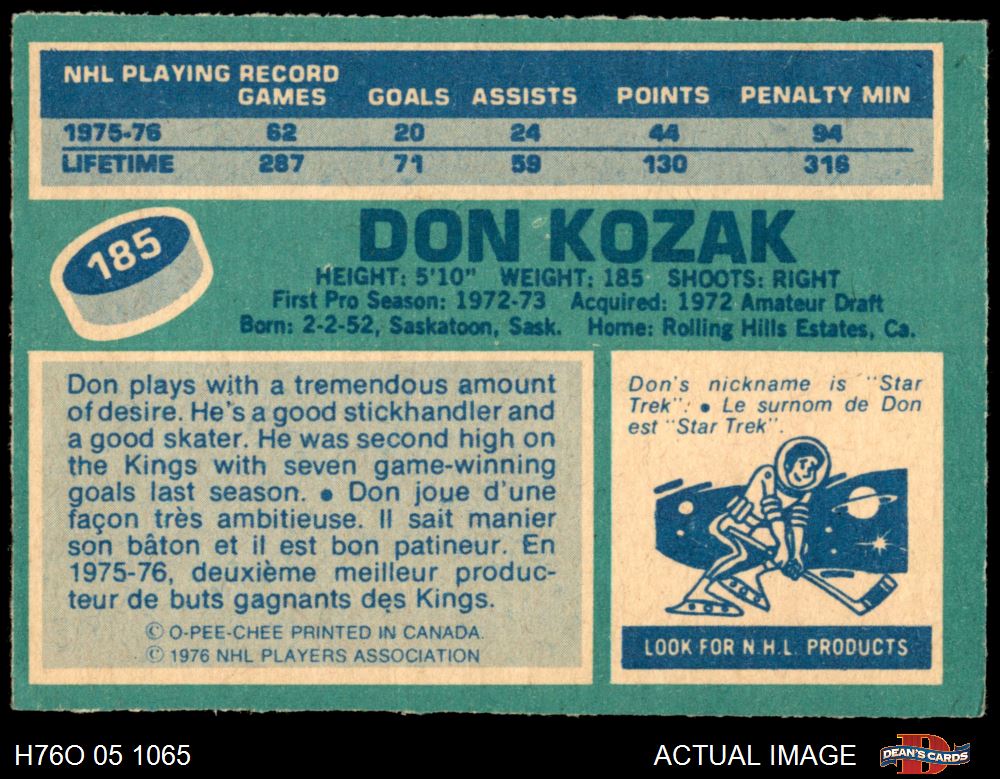 NHL PLAYING RECORD
GAMES GOALS ASSISTS POINTS PENALTY MIN
1975-76 62 20 24 44 94
LIFETIME 287 71 59 130 316
185
DON KOZAK
HEIGHT: 5'10" WEIGHT: 185 SHOOTS: RIGHT
First Pro Season: 1972-73 Acquired: 1972 Amateur Draft
Born: 2-2-52, Saskatoon, Sask. Home: Rolling Hills Estates, Ca.
Don plays with a tremendous amount
of desire. He's a good stickhandler and
a good skater. He was second high on
the Kings with seven game-winning
goals last season. • Don joue d'une
façon très ambitieuse. Il sait manier
son bâton et il est bon patineur. En
1975-76, deuxième meilleur produc-
teur de buts gagnants des Kings.
© O-PEE-CHEE PRINTED IN CANADA.
© 1976 NHL PLAYERS ASSOCIATION
Don's nickname is "Star
Trek". • Le surnom de Don
est "Star Trek".
LOOK FOR N.H.L. PRODUCTS
H76O 05 1065
ACTUAL IMAGE
DEAN'S CARDS